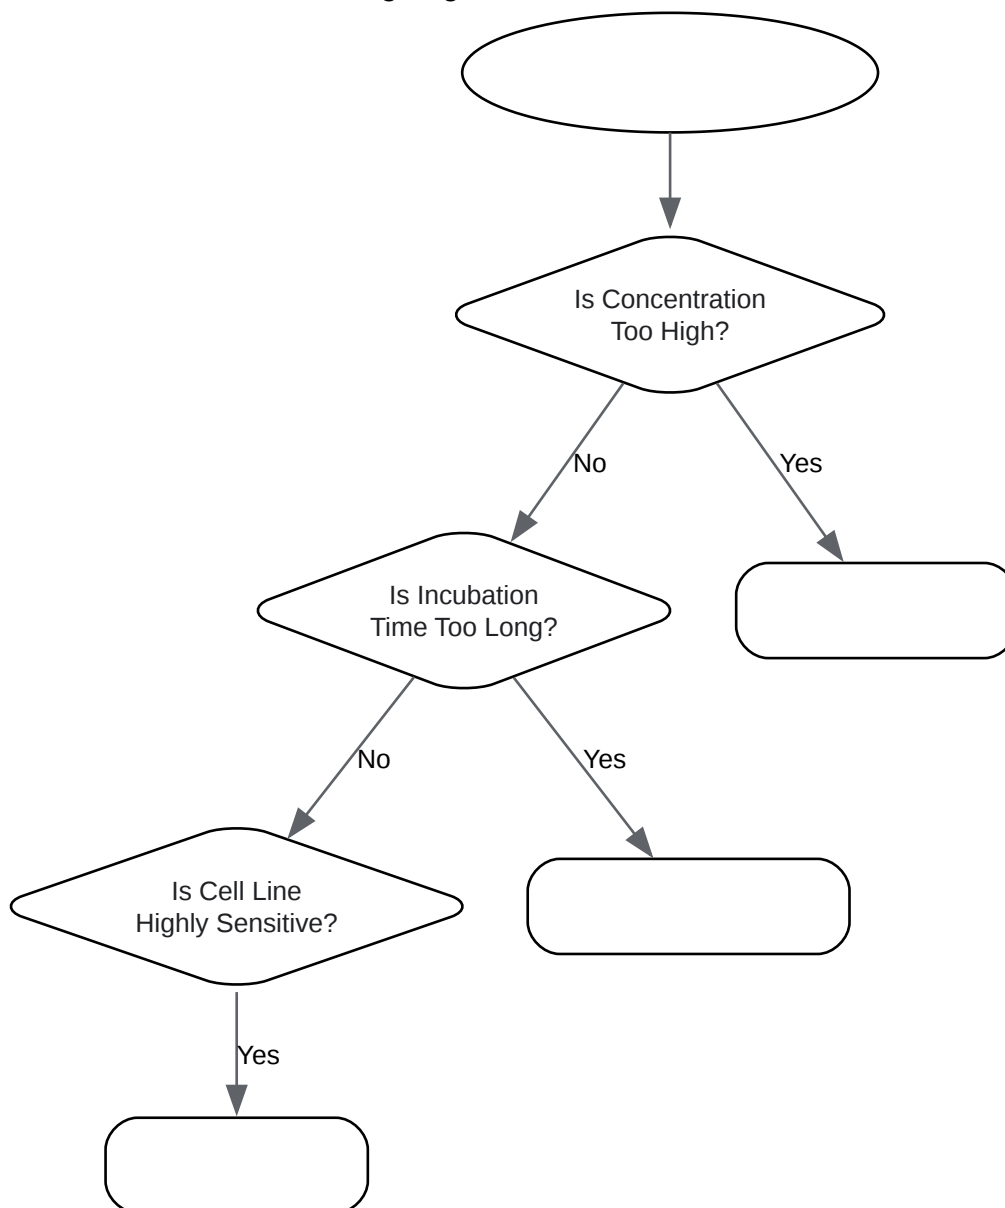 Is Concentration
Too High?
No
Yes
Is Incubation
Time Too Long?
No
Yes
Is Cell Line
Highly Sensitive?
Yes